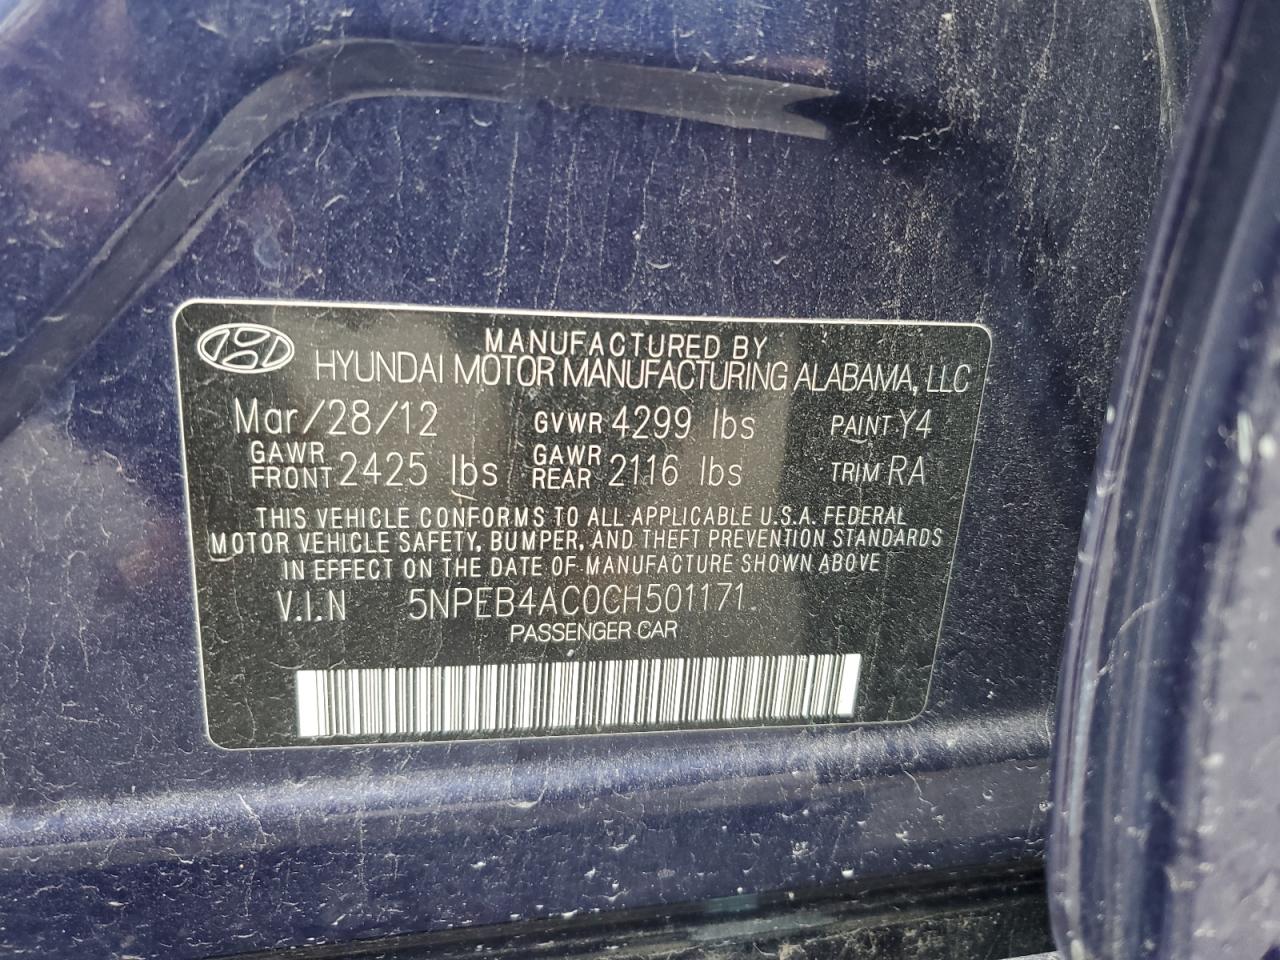 MANUFACTURED BY
HYUNDAI MOTOR MANUFACTURING ALABAMA, LLC
Mar/28/12 GVWR 4299 lbs PAINT Y4
GAWR FRONT 2425 lbs GAWR REAR 2116 lbs TRIM RA
THIS VEHICLE CONFORMS TO ALL APPLICABLE U.S.A. FEDERAL
MOTOR VEHICLE SAFETY, BUMPER, AND THEFT PREVENTION STANDARDS
IN EFFECT ON THE DATE OF MANUFACTURE SHOWN ABOVE
V.I.N 5NPEB4AC0CH501171
PASSENGER CAR